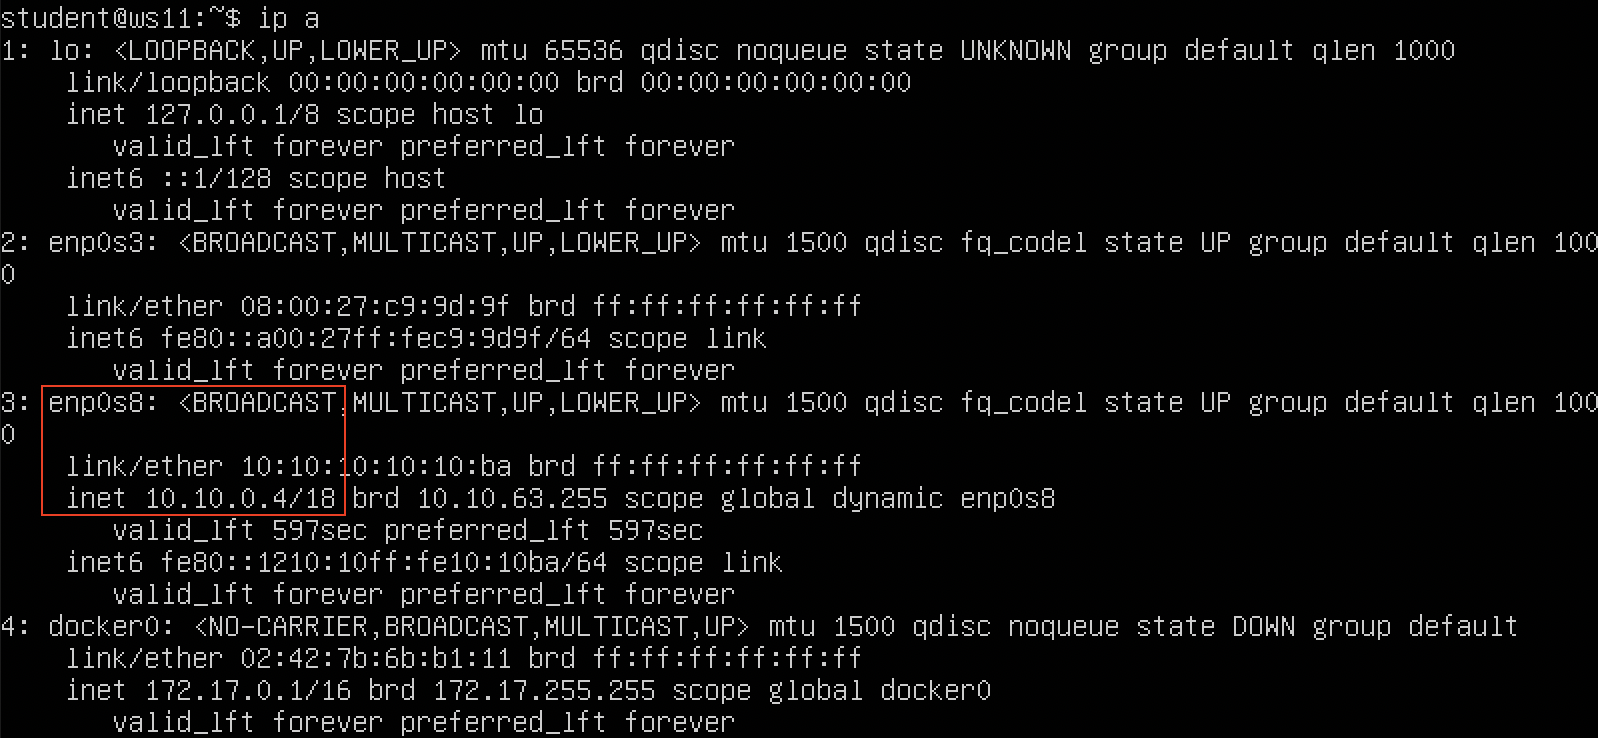 student@ws11:~$ ip a
1: lo: <LOOPBACK,UP,LOWER_UP> mtu 65536 qdisc noqueue state UNKNOWN group default qlen 1000
link/loopback 00:00:00:00:00:00 brd 00:00:00:00:00:00
inet 127.0.0.1/8 scope host lo
valid_lft forever preferred_lft forever
inet6 ::1/128 scope host
valid_lft forever preferred_lft forever
2: enp0s3: <BROADCAST,MULTICAST,UP,LOWER_UP> mtu 1500 qdisc fq_codel state UP group default qlen 100
0
link/ether 08:00:27:c9:9d:9f brd ff:ff:ff:ff:ff:ff
inet6 fe80::a00:27ff:fec9:9d9f/64 scope link
valid_lft forever preferred_lft forever
3: enp0s8: <BROADCAST,MULTICAST,UP,LOWER_UP> mtu 1500 qdisc fq_codel state UP group default qlen 100
0
link/ether 10:10:10:10:10:ba brd ff:ff:ff:ff:ff:ff
inet 10.10.0.4/18 brd 10.10.63.255 scope global dynamic enp0s8
valid_lft 597sec preferred_lft 597sec
inet6 fe80::1210:10ff:fe10:10ba/64 scope link
valid_lft forever preferred_lft forever
4: docker0: <NO-CARRIER,BROADCAST,MULTICAST,UP> mtu 1500 qdisc noqueue state DOWN group default
link/ether 02:42:7b:6b:b1:11 brd ff:ff:ff:ff:ff:ff
inet 172.17.0.1/16 brd 172.17.255.255 scope global docker0
valid_lft forever preferred_lft forever